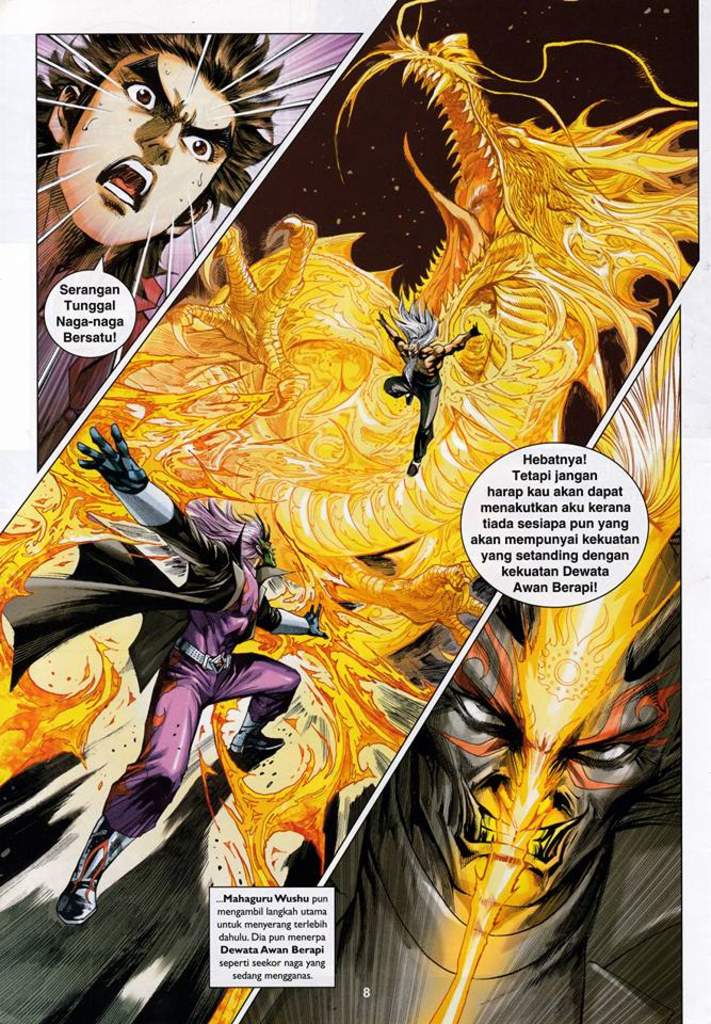 Serangan
Tunggal
Naga-naga
Bersatu!
Hebatnya!
Tetapi jangan
harap kau akan dapat
menakutkan aku kerana
tiada sesiapa pun yang
akan mempunyai kekuatan
yang setanding dengan
kekuatan Dewata
Awan Berapi!
...Mahaguru Wushu pun
mengambil langkah utama
untuk menyerang terlebih
dahulu. Dia pun menerpa
Dewata Awan Berapi
seperti seekor naga yang
sedang mengganas.
8